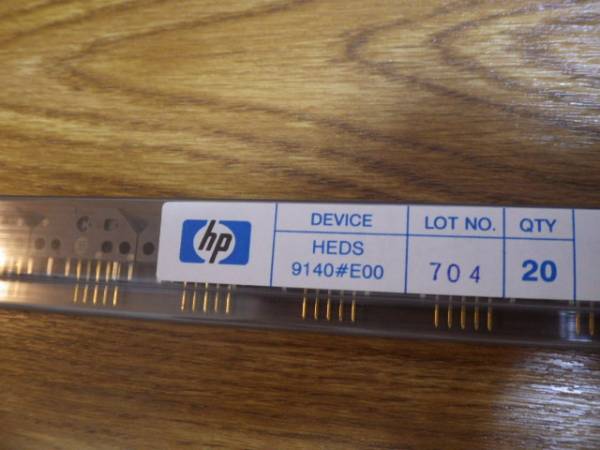 hp
DEVICE
LOT NO.
QTY
HEDS
9140#E00
704
20